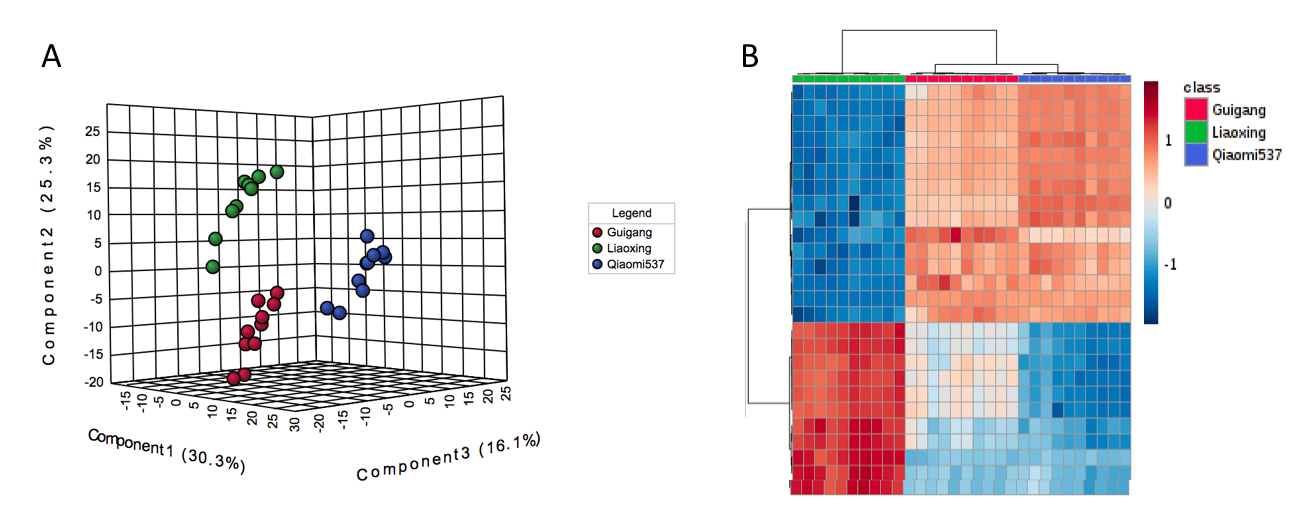 A
Component2 (25.3%)
25
20
15
10
5
0
-5
-10
-15
-20
-15
-10
-5
0
5
10
15
20
25
30
Component1 (30.3%)
-20
-15
-10
-5
0
5
10
15
20
25
Component3 (16.1%)
Legend
Guigang
Liaoxing
Qiaomi537
B
1
0
-1
class
Guigang
Liaoxing
Qiaomi537